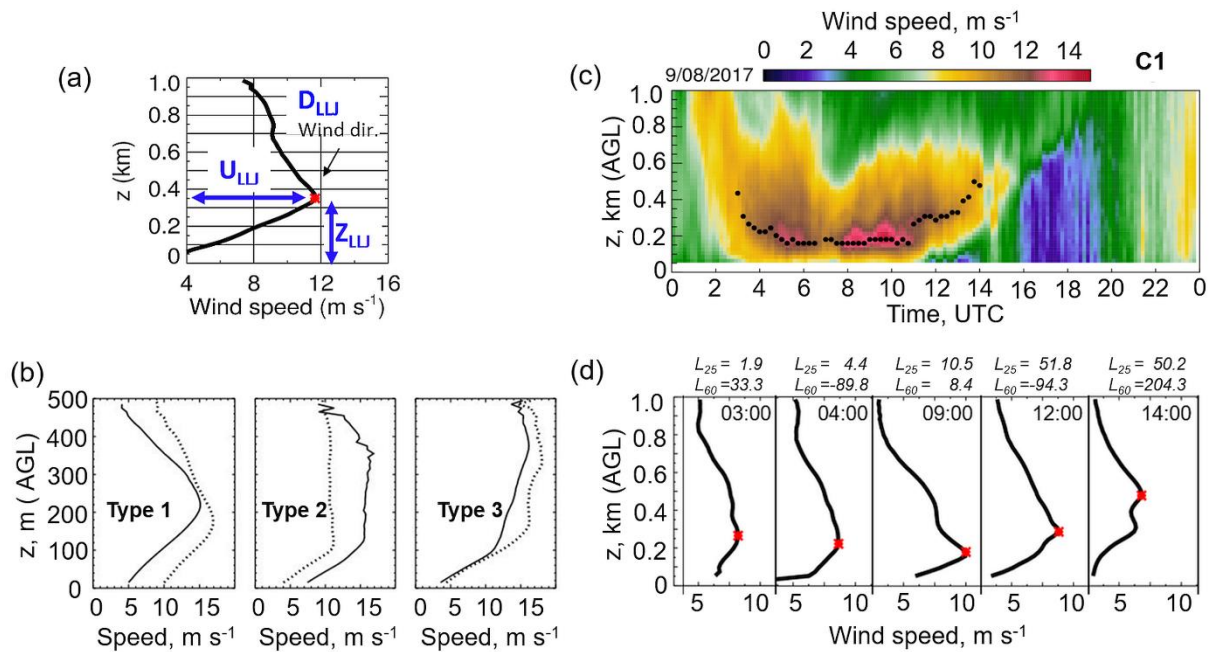 (a)
1.0
0.8
0.6
0.4
0.2
0
z (km)
D_LLJ
Wind dir.
U_LLJ
Z_LLJ
4 8 12 16
Wind speed (m s⁻¹)
Wind speed, m s⁻¹
0 2 4 6 8 10 12 14
(c)
9/08/2017
C1
1.0
0.8
0.6
0.4
0.2
0
z, km (AGL)
0 2 4 6 8 10 12 14 16 18 20 22 0
Time, UTC
(b)
500
400
300
200
100
0
z, m ( AGL)
Type 1
Type 2
Type 3
0 5 10 15
0 5 10 15
0 5 10 15
Speed, m s⁻¹
Speed, m s⁻¹
Speed, m s⁻¹
(d)
L₂₅ = 1.9
L₆₀ =33.3
L₂₅ = 4.4
L₆₀ =-89.8
L₂₅ = 10.5
L₆₀ = 8.4
L₂₅ = 51.8
L₆₀ =-94.3
L₂₅ = 50.2
L₆₀ =204.3
03:00
04:00
09:00
12:00
14:00
1.0
0.8
0.6
0.4
0.2
0
z, km (AGL)
5 10
5 10
5 10
5 10
5 10
Wind speed, m s⁻¹